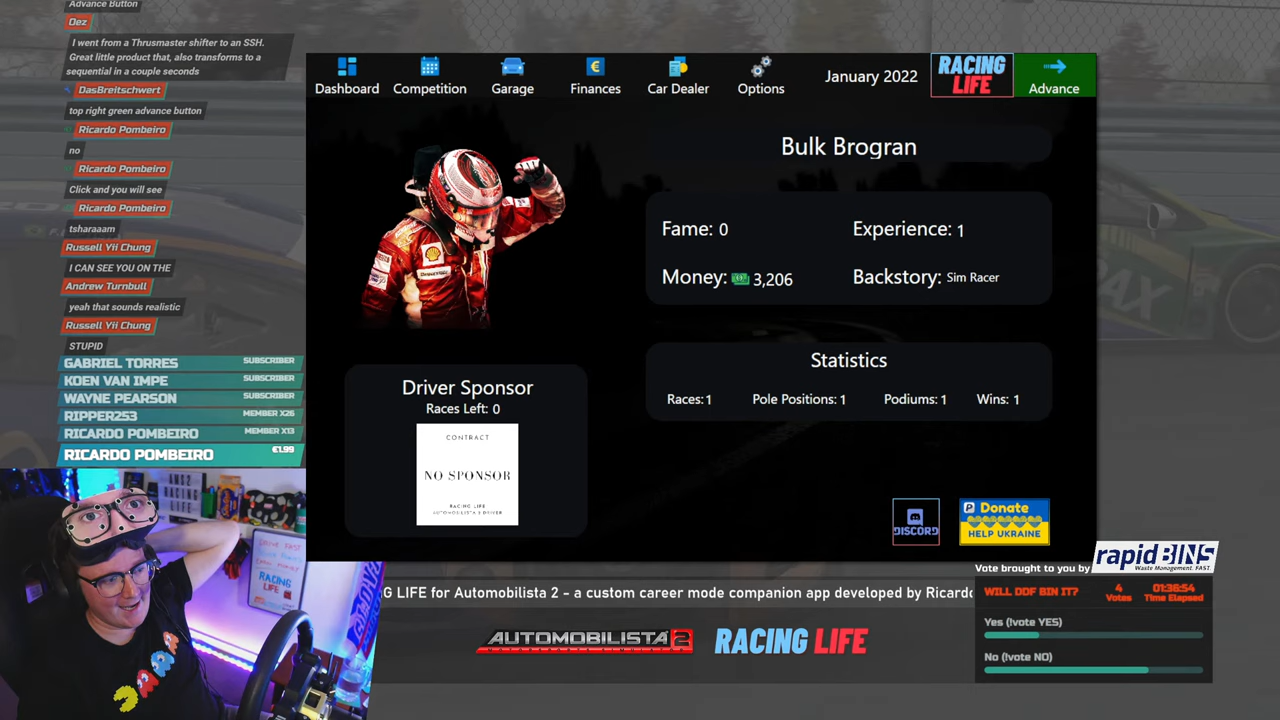 Advance Button
Dez
I went from a Thrusmaster shifter to an SSH.
Great little product that, also transforms to a
sequential in a couple seconds
DasBreitschwert
top right green advance button
Ricardo Pombeiro
no
Ricardo Pombeiro
Click and you will see
Ricardo Pombeiro
tsharaaam
Russell Yii Chung
I CAN SEE YOU ON THE
Andrew Turnbull
yeah that sounds realistic
Russell Yii Chung
STUPID
GABRIEL TORRES SUBSCRIBER
KOEN VAN IMPE SUBSCRIBER
WAYNE PEARSON SUBSCRIBER
RIPPER253 MEMBER X26
RICARDO POMBEIRO MEMBER X13
RICARDO POMBEIRO €1.99
Dashboard
Competition
Garage
Finances
Car Dealer
Options
January 2022
RACING
LIFE
Advance
Bulk Brogran
Fame: 0
Experience: 1
Money: 3,206
Backstory: Sim Racer
Statistics
Races:1
Pole Positions: 1
Podiums: 1
Wins: 1
Driver Sponsor
Races Left: 0
CONTRACT
NO SPONSOR
RACING LIFE
AUTOMOBILISTA 2 DRIVER
DISCORD
Donate
HELP UKRAINE
G LIFE for Automobilista 2 - a custom career mode companion app developed by Ricardo
AUTOMOBILISTA 2
RACING LIFE
Vote brought to you by
rapidBINS
Waste Management. FAST.
WILL DDF BIN IT?
4
Votes
01:36:54
Time Elapsed
Yes (!vote YES)
No (!vote NO)
RACING
LIFE